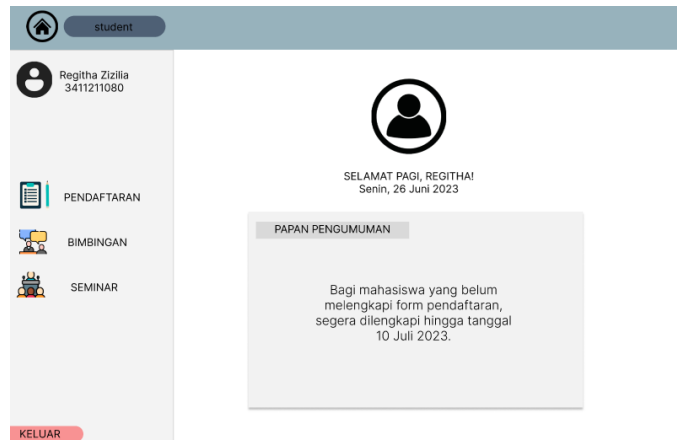 student
Regitha Zizilia
3411211080
PENDAFTARAN
BIMBINGAN
SEMINAR
KELUAR
SELAMAT PAGI, REGITHA!
Senin, 26 Juni 2023
PAPAN PENGUMUMAN
Bagi mahasiswa yang belum
melengkapi form pendaftaran,
segera dilengkapi hingga tanggal
10 Juli 2023.